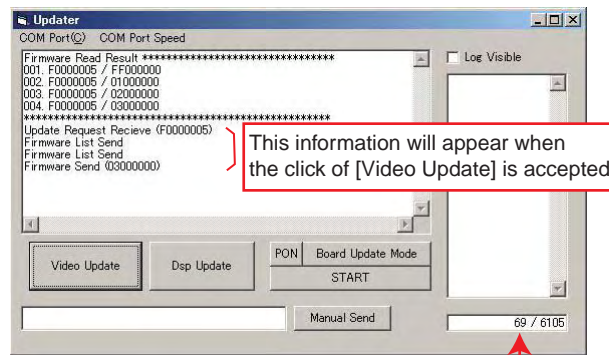 Updater
COM Port(C) COM Port Speed
Firmware Read Result ***********************************
001. F0000005 / FF000000
002. F0000005 / 01000000
003. F0000005 / 02000000
004. F0000005 / 03000000
*****************************************************
Update Request Recieve (F0000005)
Firmware List Send
Firmware List Send
Firmware Send (03000000)
This information will appear when
the click of [Video Update] is accepted
Log Visible
Video Update
Dsp Update
PON
Board Update Mode
START
Manual Send
69 / 6105